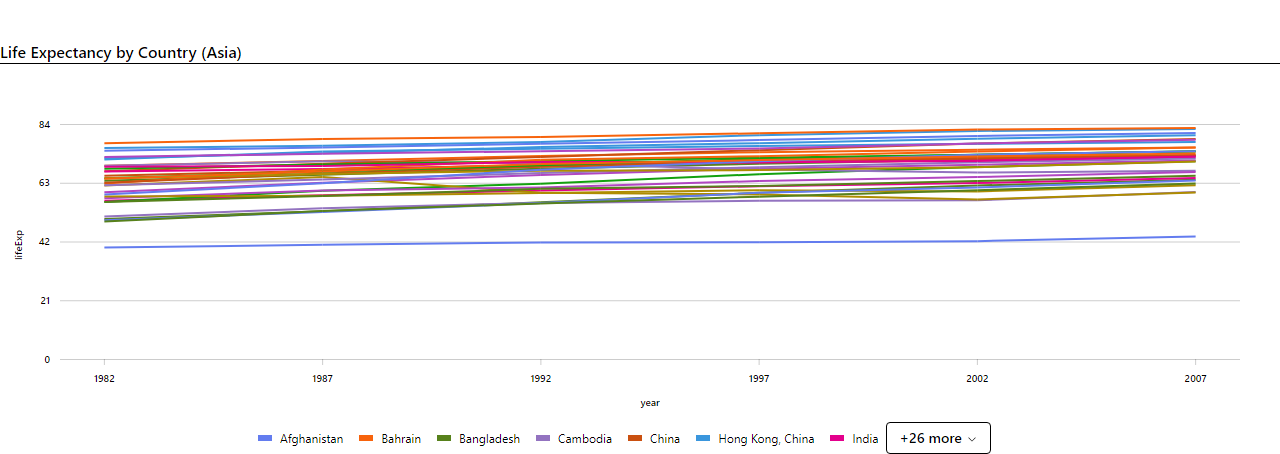 Life Expectancy by Country (Asia)
84
63
42
21
0
lifeExp
1982 1987 1992 1997 2002 2007
year
Afghanistan Bahrain Bangladesh Cambodia China Hong Kong, China India +26 more